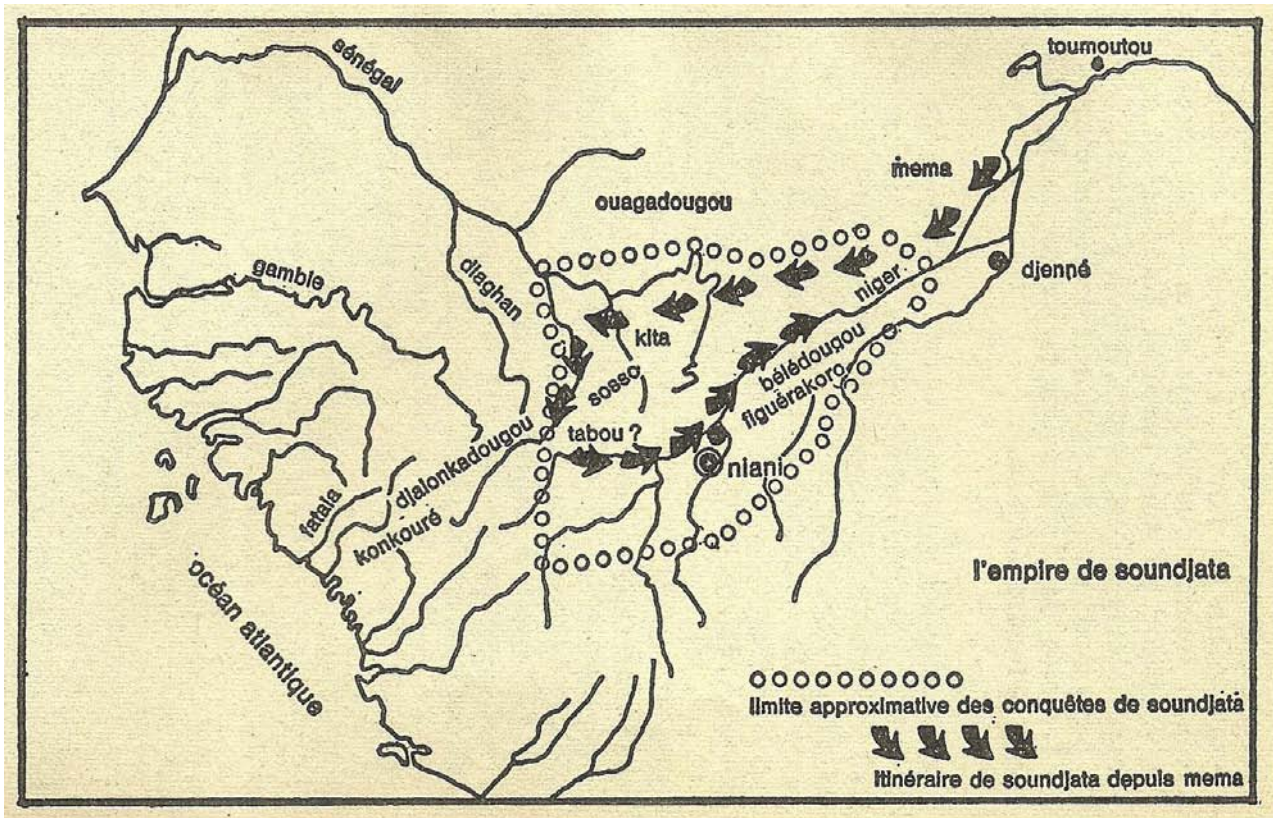 toumoutou
sénégal
mema
ouagadougou
djenné
gambie
diaghan
niger
kita
bélédougou
sosso
figuérakoro
tabou ?
djalonkadougou
niani
fatala
konkouré
océan atlantique
l'empire de soundjata
limite approximative des conquêtes de soundjata
itinéraire de soundjata depuis mema